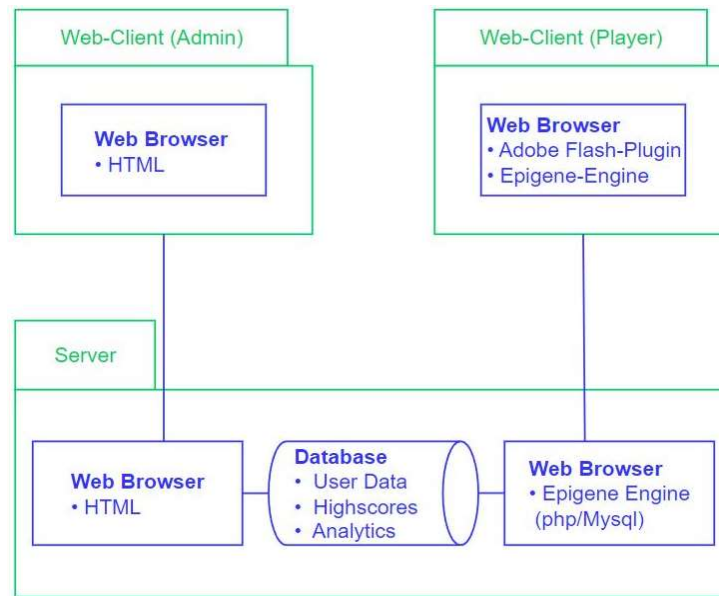 Web-Client (Admin)
Web Browser
• HTML
Web-Client (Player)
Web Browser
• Adobe Flash-Plugin
• Epigene-Engine
Server
Web Browser
• HTML
Database
• User Data
• Highscores
• Analytics
Web Browser
• Epigene Engine
(php/Mysql)